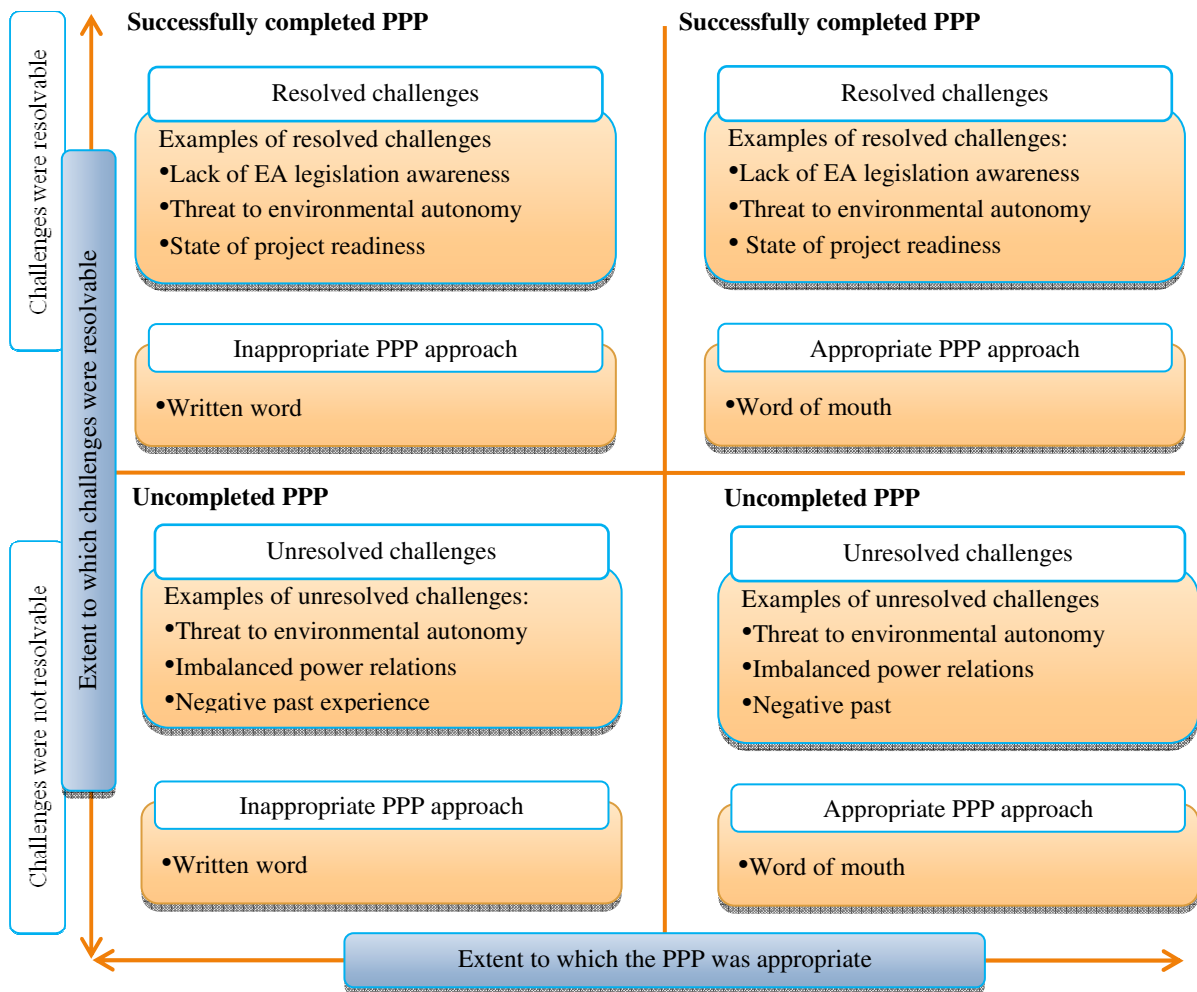 Challenges were resolvable
Extent to which challenges were resolvable
Challenges were not resolvable
Successfully completed PPP
Resolved challenges
Examples of resolved challenges
•Lack of EA legislation awareness
•Threat to environmental autonomy
•State of project readiness
Inappropriate PPP approach
•Written word
Successfully completed PPP
Resolved challenges
Examples of resolved challenges:
•Lack of EA legislation awareness
•Threat to environmental autonomy
• State of project readiness
Appropriate PPP approach
•Word of mouth
Uncompleted PPP
Unresolved challenges
Examples of unresolved challenges:
•Threat to environmental autonomy
•Imbalanced power relations
•Negative past experience
Inappropriate PPP approach
•Written word
Uncompleted PPP
Unresolved challenges
Examples of unresolved challenges
•Threat to environmental autonomy
•Imbalanced power relations
•Negative past
Appropriate PPP approach
•Word of mouth
Extent to which the PPP was appropriate